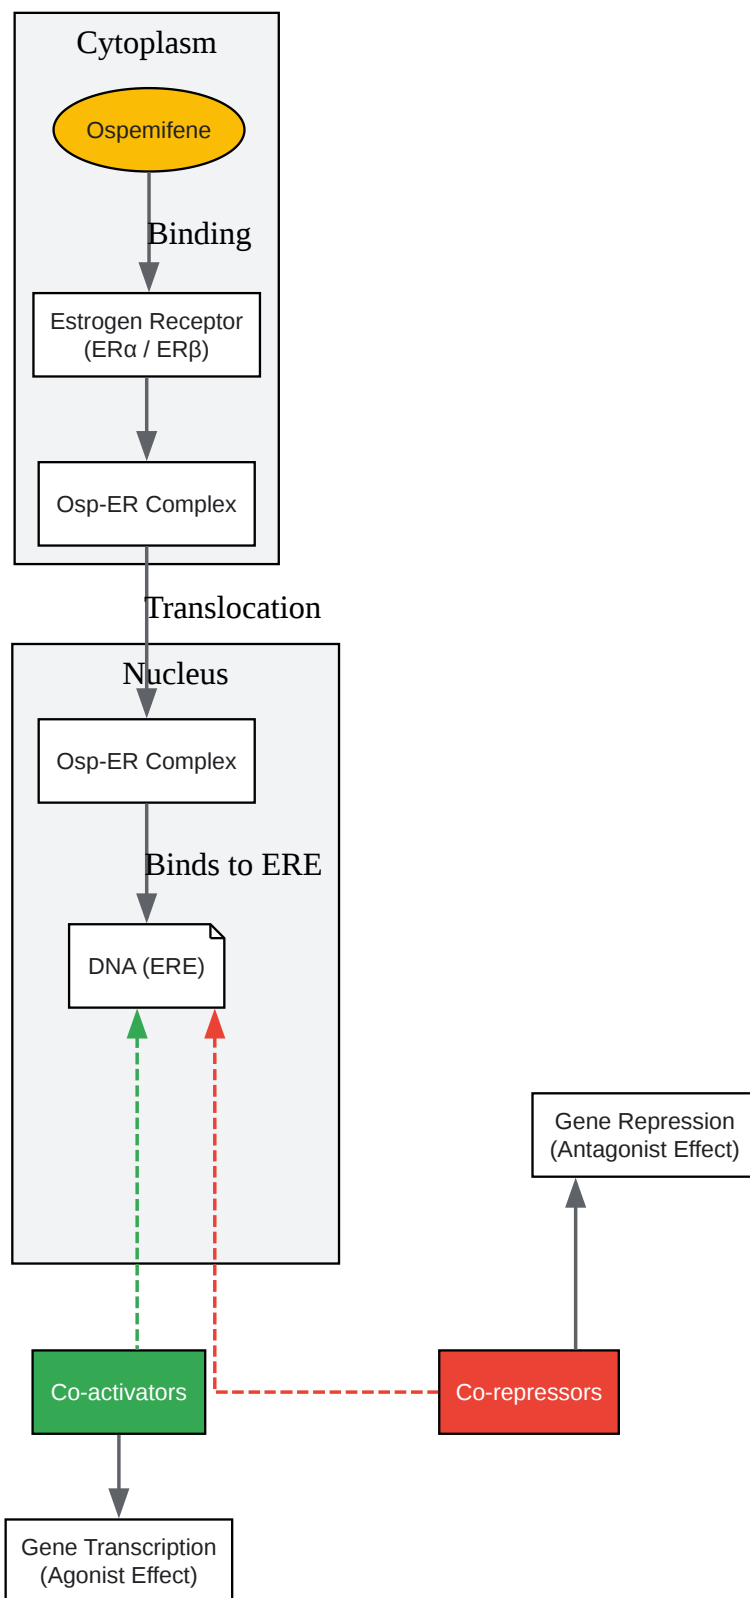 Cytoplasm
Ospemifene
Binding
Estrogen Receptor
(ERα / ERβ)
Osp-ER Complex
Translocation
Nucleus
Osp-ER Complex
Binds to ERE
DNA (ERE)
Gene Repression
(Antagonist Effect)
Co-activators
Co-repressors
Gene Transcription
(Agonist Effect)